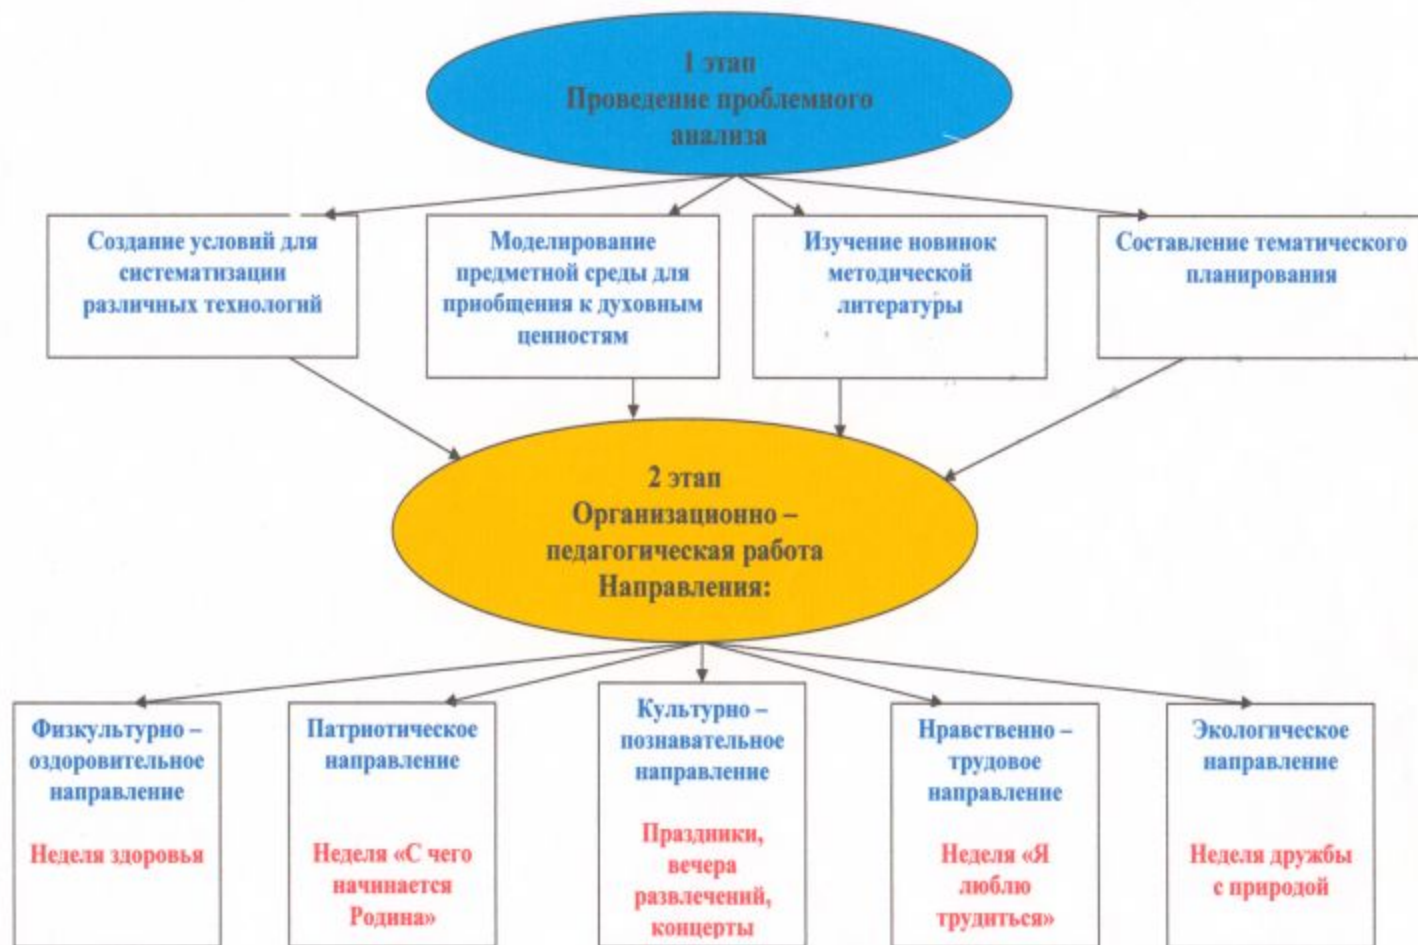 1 этап
Проведение проблемного
анализа
Создание условий для
систематизации
различных технологий
Моделирование
предметной среды для
приобщения к духовным
ценностям
Изучение новинок
методической
литературы
Составление тематического
планирования
2 этап
Организационно –
педагогическая работа
Направления:
Физкультурно –
оздоровительное
направление
Неделя здоровья
Патриотическое
направление
Неделя «С чего
начинается
Родина»
Культурно –
познавательное
направление
Праздники,
вечера
развлечений,
концерты
Нравственно –
трудовое
направление
Неделя «Я
люблю
трудиться»
Экологическое
направление
Неделя дружбы
с природой